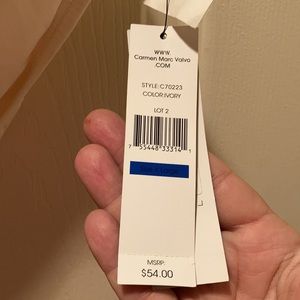 WWW.
Carmen Marc Valvo
.COM
STYLE:C70223
COLOR:IVORY
LOT 2
7 55448 33314 1
MSRP:
$54.00